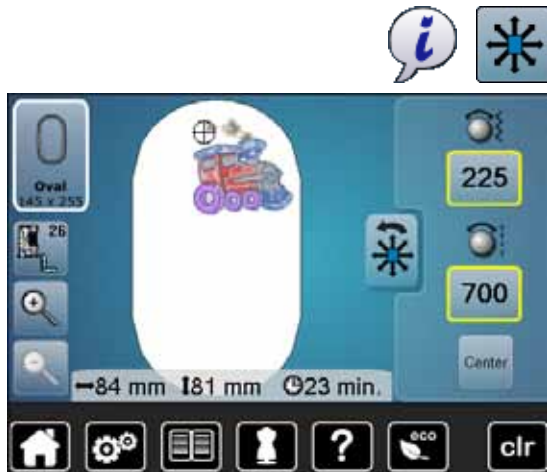 i
Oval
145 x 255
26
225
700
Center
84 mm 81 mm 23 min.
?
eco
clr